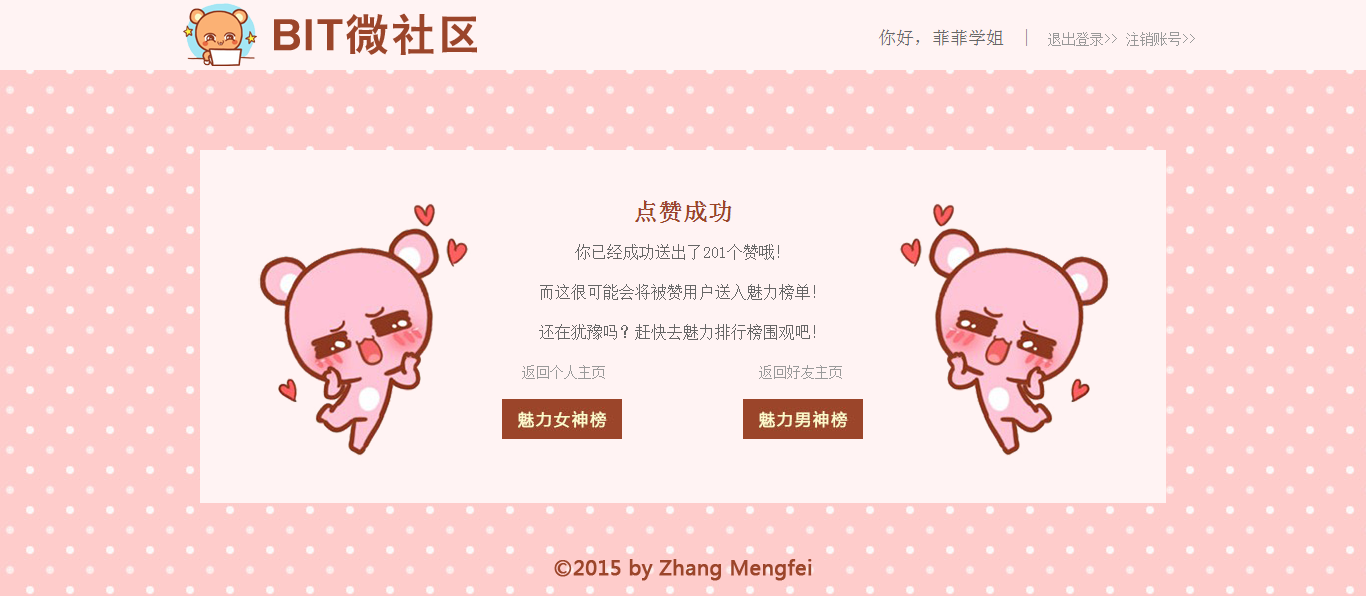 BIT微社区
你好，菲菲学姐 | 退出登录>> 注销账号>>
点赞成功
你已经成功送出了201个赞哦!
而这很可能会将被赞用户送入魅力榜单!
还在犹豫吗？赶快去魅力排行榜围观吧!
返回个人主页 返回好友主页
魅力女神榜 魅力男神榜
©2015 by Zhang Mengfei